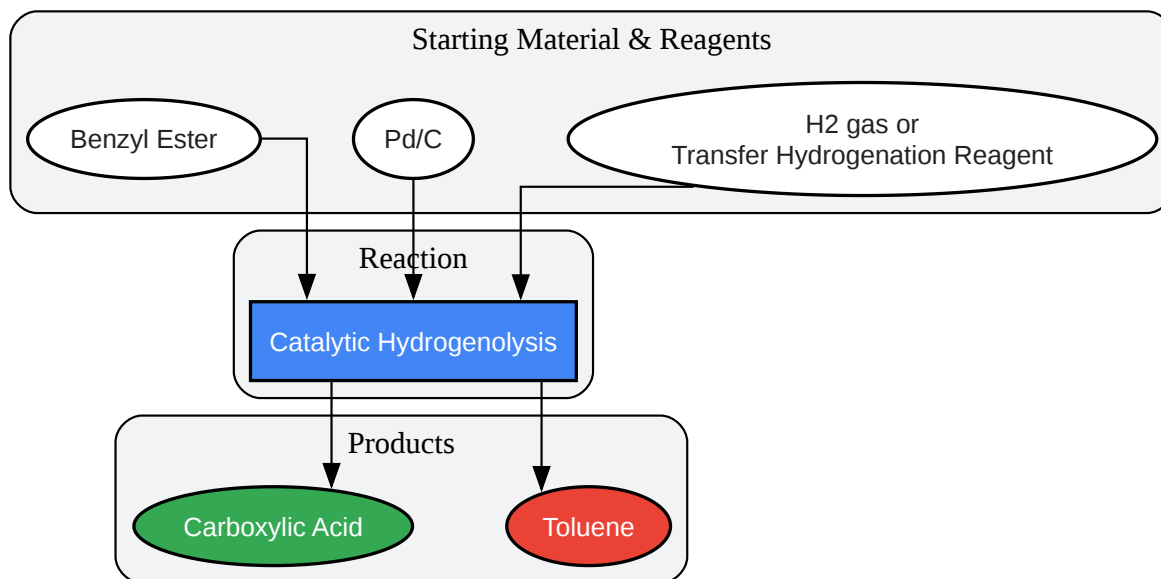 Starting Material & Reagents
Benzyl Ester
Pd/C
H2 gas or
Transfer Hydrogenation Reagent
Reaction
Catalytic Hydrogenolysis
Products
Carboxylic Acid
Toluene